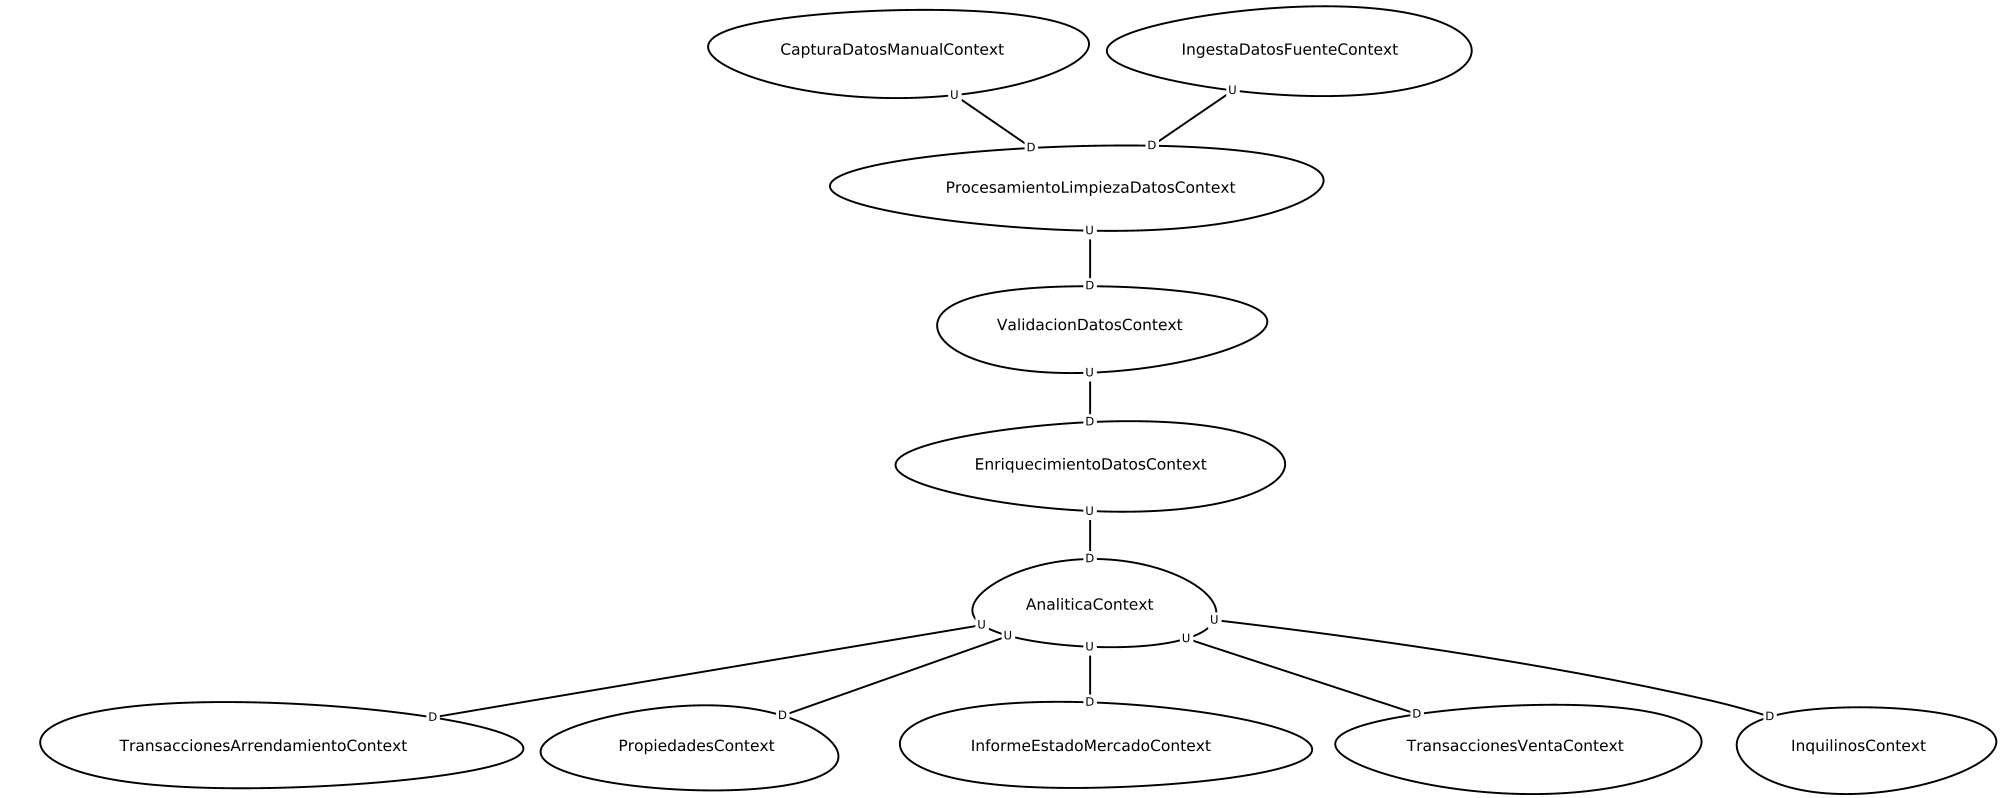 CapturaDatosManualContext
IngestaDatosFuenteContext
U
U
D
D
ProcesamientoLimpiezaDatosContext
U
D
ValidacionDatosContext
U
D
EnriquecimientoDatosContext
U
D
AnaliticaContext
U
U
U
U
U
D
D
D
D
D
TransaccionesArrendamientoContext
PropiedadesContext
InformeEstadoMercadoContext
TransaccionesVentaContext
InquilinosContext